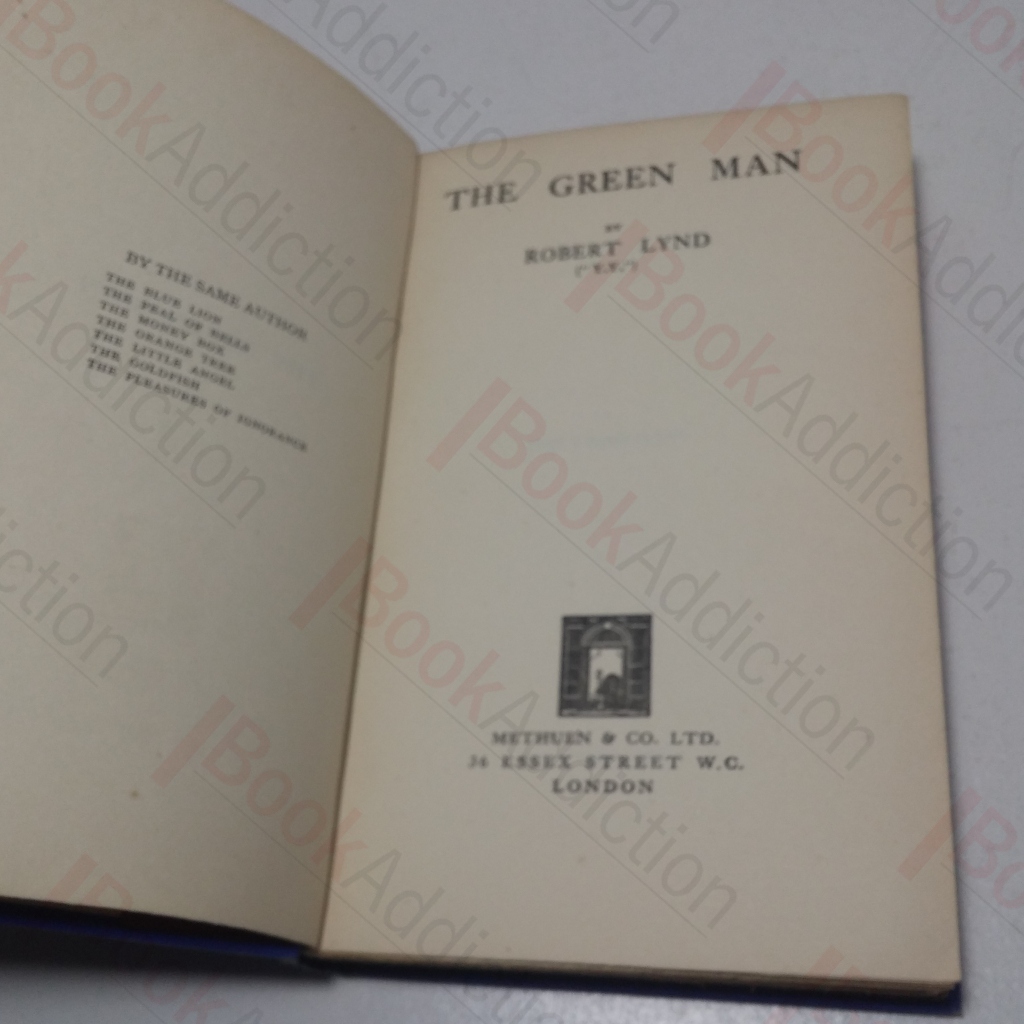 BY THE SAME AUTHOR
THE BLUE LION
THE PEAL OF BELLS
THE MONEY BOX
THE ORANGE TREE
THE LITTLE ANGEL
THE GOLDFISH
THE PLEASURES OF IGNORANCE
THE GREEN MAN
BY
ROBERT LYND
("Y.Y.")
METHUEN & CO. LTD.
36 ESSEX STREET W.C.
LONDON
BookAddiction